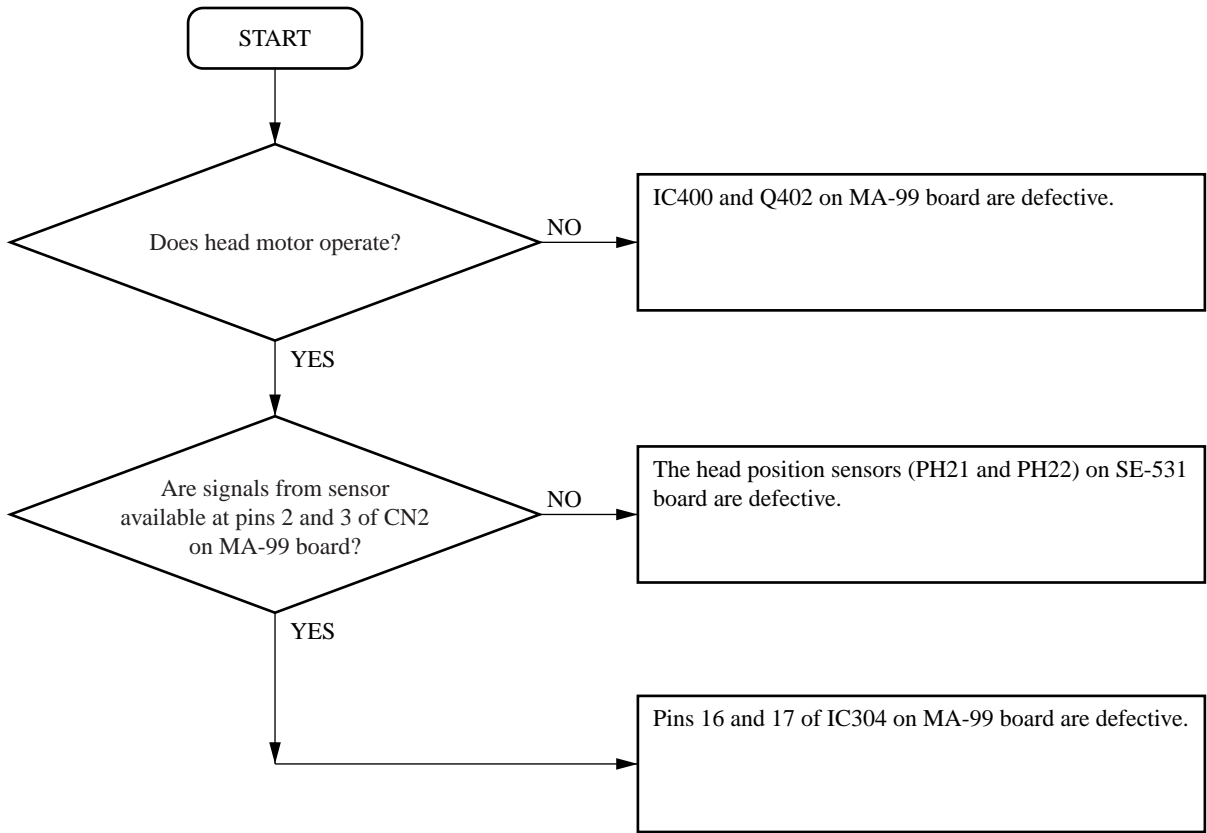 START
Does head motor operate?
NO
IC400 and Q402 on MA-99 board are defective.
YES
Are signals from sensor
available at pins 2 and 3 of CN2
on MA-99 board?
NO
The head position sensors (PH21 and PH22) on SE-531
board are defective.
YES
Pins 16 and 17 of IC304 on MA-99 board are defective.